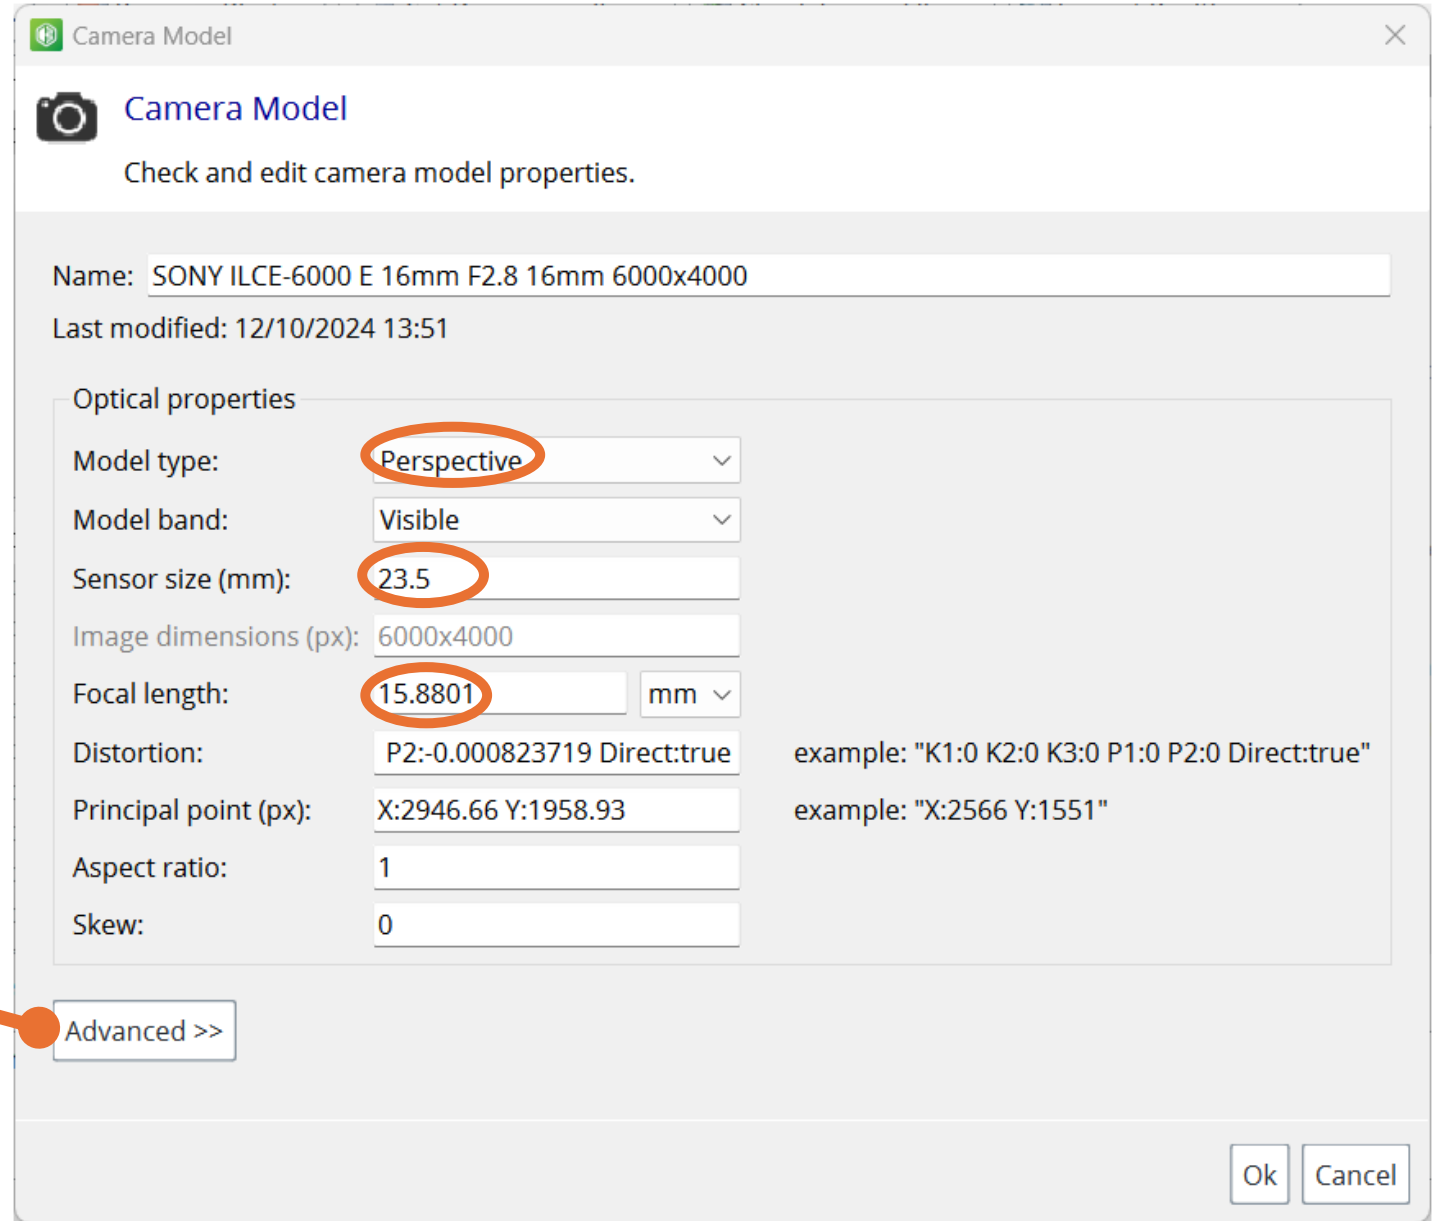 Camera Model
Camera Model
Check and edit camera model properties.
Name: SONY ILCE-6000 E 16mm F2.8 16mm 6000x4000
Last modified: 12/10/2024 13:51
Optical properties
Model type: Perspective
Model band: Visible
Sensor size (mm): 23.5
Image dimensions (px): 6000x4000
Focal length: 15.8801 mm
Distortion: P2:-0.000823719 Direct:true example: "K1:0 K2:0 K3:0 P1:0 P2:0 Direct:true"
Principal point (px): X:2946.66 Y:1958.93 example: "X:2566 Y:1551"
Aspect ratio: 1
Skew: 0
Advanced >>
Ok Cancel